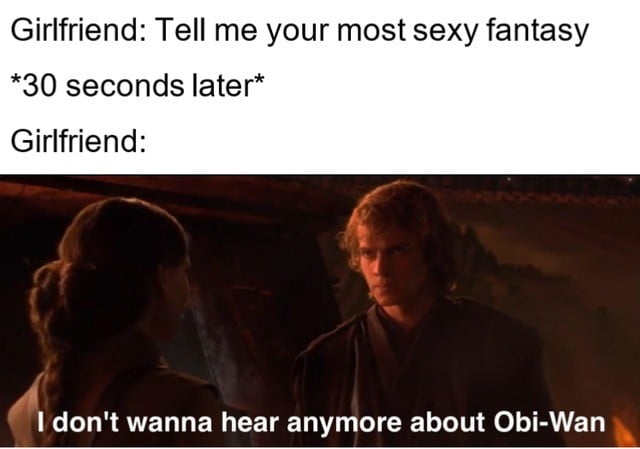 Girlfriend: Tell me your most sexy fantasy
*30 seconds later*
Girlfriend:
I don't wanna hear anymore about Obi-Wan